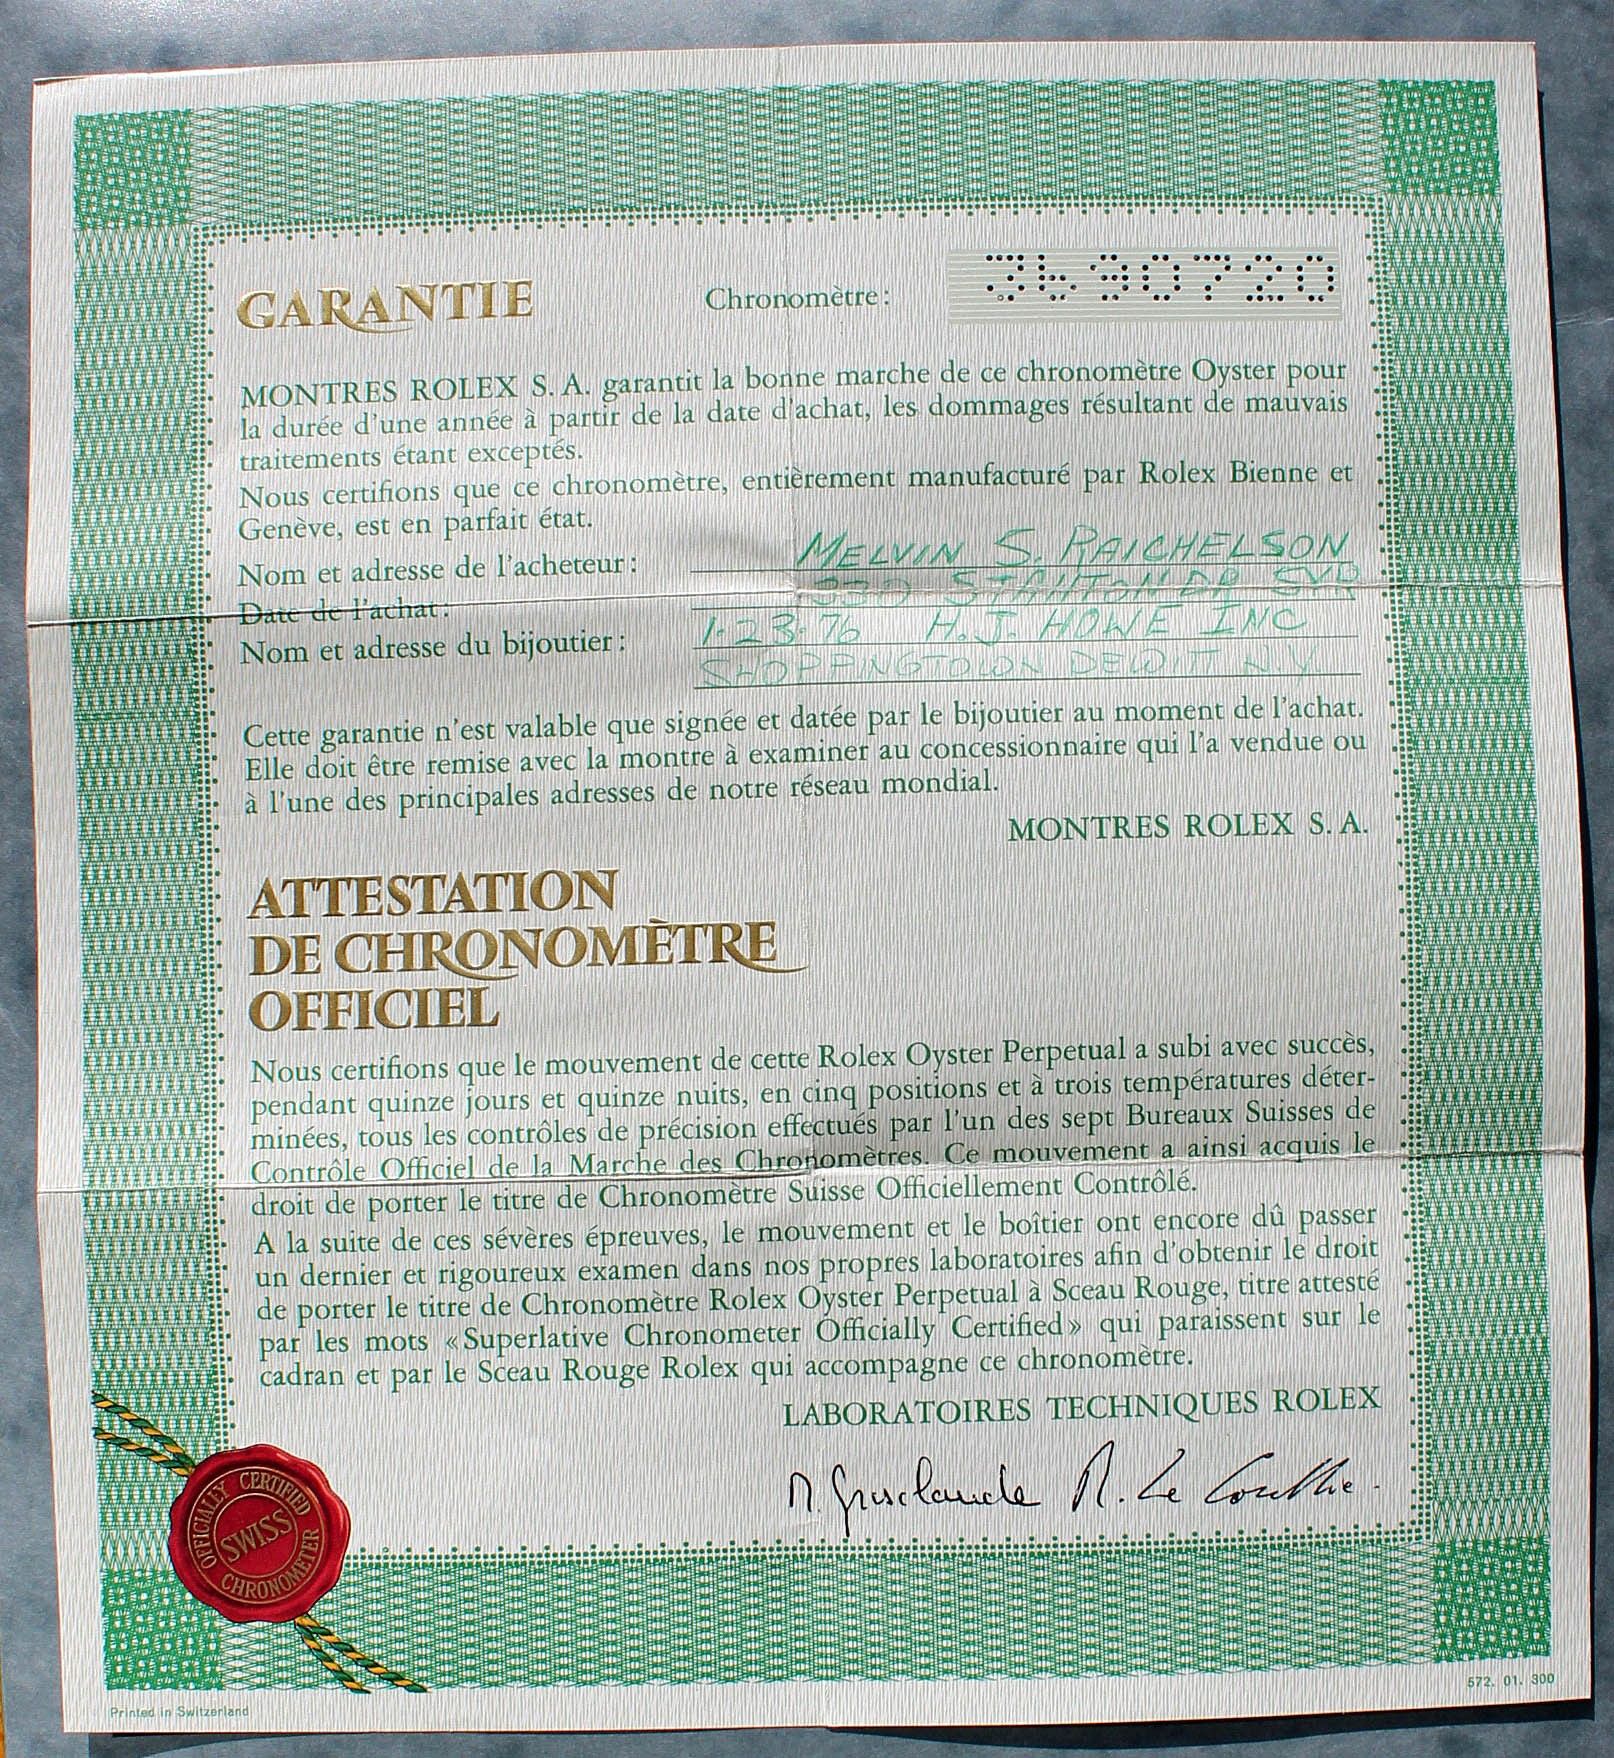 GARANTIE
Chronomètre: 3690720
MONTRES ROLEX S. A. garantit la bonne marche de ce chronomètre Oyster pour
la durée d'une année à partir de la date d'achat, les dommages résultant de mauvais
traitements étant exceptés.
Nous certifions que ce chronomètre, entièrement manufacturé par Rolex Bienne et
Genève, est en parfait état.
Nom et adresse de l'acheteur: MELVIN S. RAICHELSON
STANTON DR SYR
Date de l'achat: 1-23-76 H. J. HOWE INC
Nom et adresse du bijoutier: SHOPPINGTOWN DEWITT N.Y.
Cette garantie n'est valable que signée et datée par le bijoutier au moment de l'achat.
Elle doit être remise avec la montre à examiner au concessionnaire qui l'a vendue ou
à l'une des principales adresses de notre réseau mondial.
MONTRES ROLEX S. A.
ATTESTATION
DE CHRONOMÈTRE
OFFICIEL
Nous certifions que le mouvement de cette Rolex Oyster Perpetual a subi avec succès,
pendant quinze jours et quinze nuits, en cinq positions et à trois températures déter-
minées, tous les contrôles de précision effectués par l'un des sept Bureaux Suisses de
Contrôle Officiel de la Marche des Chronomètres. Ce mouvement a ainsi acquis le
droit de porter le titre de Chronomètre Suisse Officiellement Contrôlé.
A la suite de ces sévères épreuves, le mouvement et le boîtier ont encore dû passer
un dernier et rigoureux examen dans nos propres laboratoires afin d'obtenir le droit
de porter le titre de Chronomètre Rolex Oyster Perpetual à Sceau Rouge, titre attesté
par les mots «Superlative Chronometer Officially Certified» qui paraissent sur le
cadran et par le Sceau Rouge Rolex qui accompagne ce chronomètre.
LABORATOIRES TECHNIQUES ROLEX
R. Le Coultre.
OFFICIALLY CERTIFIED
SWISS
CHRONOMETER
Printed in Switzerland
572. 01. 300